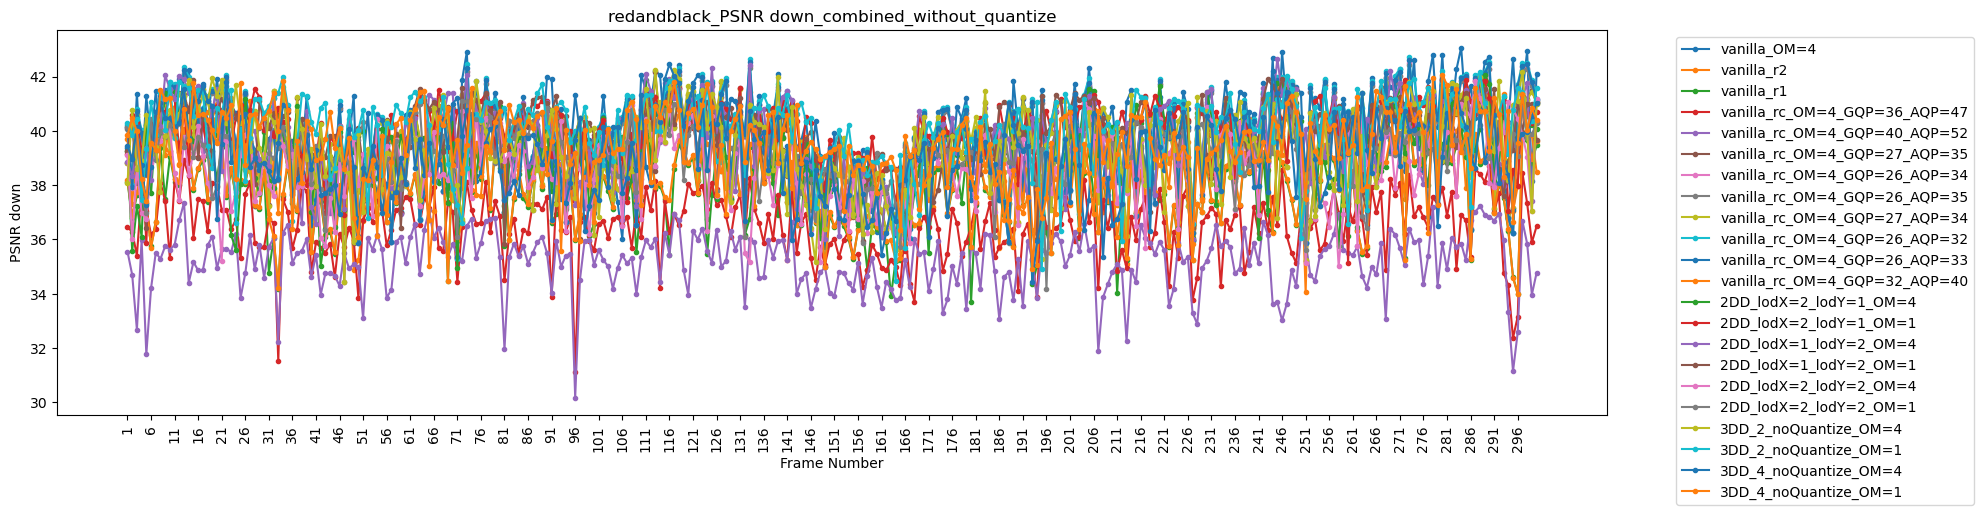 redandblack_PSNR down_combined_without_quantize
PSNR down
42
40
38
36
34
32
30
1 6 11 16 21 26 31 36 41 46 51 56 61 66 71 76 81 86 91 96 101 106 111 116 121 126 131 136 141 146 151 156 161 166 171 176 181 186 191 196 201 206 211 216 221 226 231 236 241 246 251 256 261 266 271 276 281 286 291 296
Frame Number
vanilla_OM=4
vanilla_r2
vanilla_r1
vanilla_rc_OM=4_GQP=36_AQP=47
vanilla_rc_OM=4_GQP=40_AQP=52
vanilla_rc_OM=4_GQP=27_AQP=35
vanilla_rc_OM=4_GQP=26_AQP=34
vanilla_rc_OM=4_GQP=26_AQP=35
vanilla_rc_OM=4_GQP=27_AQP=34
vanilla_rc_OM=4_GQP=26_AQP=32
vanilla_rc_OM=4_GQP=26_AQP=33
vanilla_rc_OM=4_GQP=32_AQP=40
2DD_lodX=2_lodY=1_OM=4
2DD_lodX=2_lodY=1_OM=1
2DD_lodX=1_lodY=2_OM=4
2DD_lodX=1_lodY=2_OM=1
2DD_lodX=2_lodY=2_OM=4
2DD_lodX=2_lodY=2_OM=1
3DD_2_noQuantize_OM=4
3DD_2_noQuantize_OM=1
3DD_4_noQuantize_OM=4
3DD_4_noQuantize_OM=1